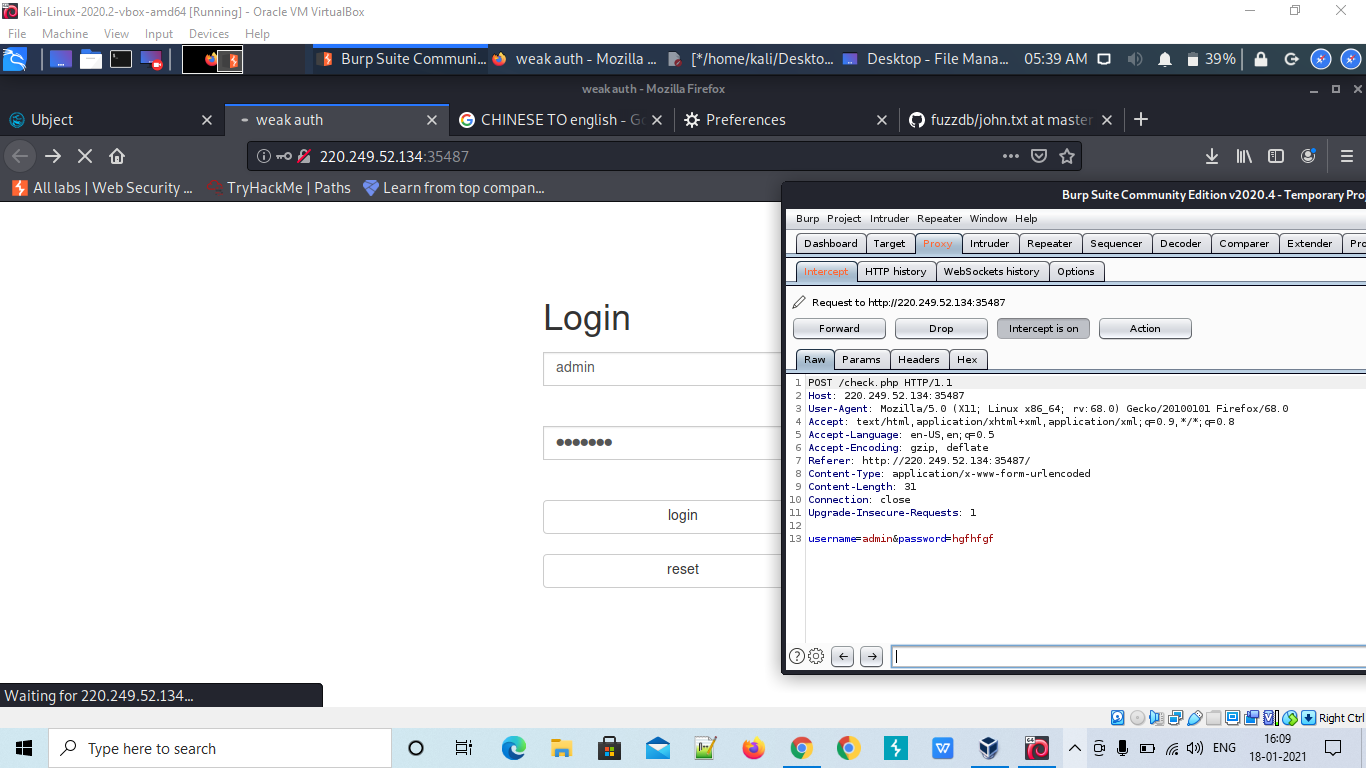 Kali-Linux-2020.2-vbox-amd64 [Running] - Oracle VM VirtualBox
File Machine View Input Devices Help
Burp Suite Communi... weak auth - Mozilla ... [*/home/kali/Deskto... Desktop - File Mana... 05:39 AM 39%
weak auth - Mozilla Firefox
Ubject weak auth CHINESE TO english - Go Preferences fuzzdb/john.txt at master
220.249.52.134:35487
All labs | Web Security ... TryHackMe | Paths Learn from top compan...
Burp Suite Community Edition v2020.4 - Temporary Proj
Burp Project Intruder Repeater Window Help
Dashboard Target Proxy Intruder Repeater Sequencer Decoder Comparer Extender Pro
Intercept HTTP history WebSockets history Options
Request to http://220.249.52.134:35487
Forward Drop Intercept is on Action
Raw Params Headers Hex
1 POST /check.php HTTP/1.1
2 Host: 220.249.52.134:35487
3 User-Agent: Mozilla/5.0 (X11; Linux x86_64; rv:68.0) Gecko/20100101 Firefox/68.0
4 Accept: text/html,application/xhtml+xml,application/xml;q=0.9,*/*;q=0.8
5 Accept-Language: en-US,en;q=0.5
6 Accept-Encoding: gzip, deflate
7 Referer: http://220.249.52.134:35487/
8 Content-Type: application/x-www-form-urlencoded
9 Content-Length: 31
10 Connection: close
11 Upgrade-Insecure-Requests: 1
12
13 username=admin&password=hgfhfgf
Login
admin
•••••••
login
reset
Waiting for 220.249.52.134...
Right Ctrl
Type here to search
ENG
16:09
18-01-2021